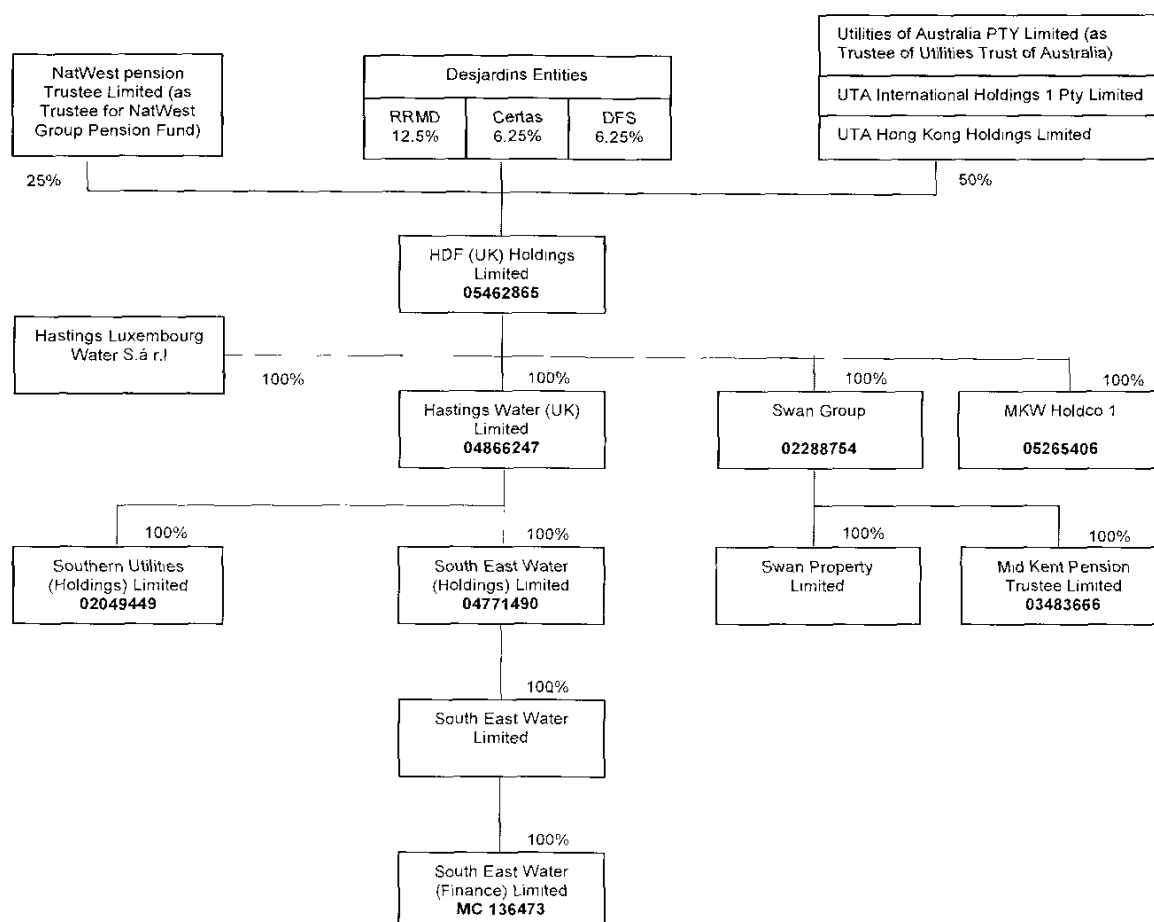 NatWest pension
Trustee Limited (as
Trustee for NatWest
Group Pension Fund)
Desjardins Entities
RRMD
12.5%
Certas
6.25%
DFS
6.25%
Utilities of Australia PTY Limited (as
Trustee of Utilities Trust of Australia)
UTA International Holdings 1 Pty Limited
UTA Hong Kong Holdings Limited
25%
50%
HDF (UK) Holdings
Limited
05462865
Hastings Luxembourg
Water S.á r.l
100%
100%
100%
100%
Hastings Water (UK)
Limited
04866247
Swan Group
02288754
MKW Holdco 1
05265406
100%
100%
100%
100%
Southern Utilities
(Holdings) Limited
02049449
South East Water
(Holdings) Limited
04771490
Swan Property
Limited
Mid Kent Pension
Trustee Limited
03483666
100%
South East Water
Limited
100%
South East Water
(Finance) Limited
MC 136473